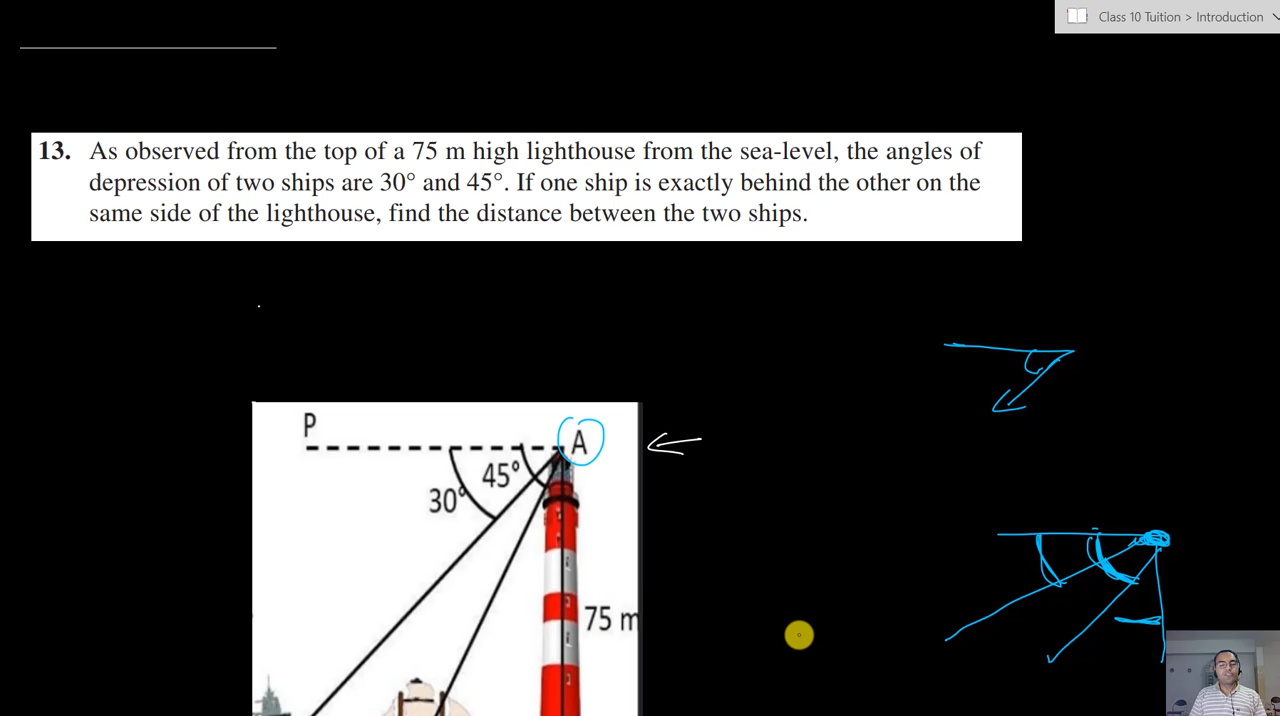 Class 10 Tuition > Introduction
13. As observed from the top of a 75 m high lighthouse from the sea-level, the angles of
depression of two ships are 30° and 45°. If one ship is exactly behind the other on the
same side of the lighthouse, find the distance between the two ships.
P
A
45°
30°
75 m